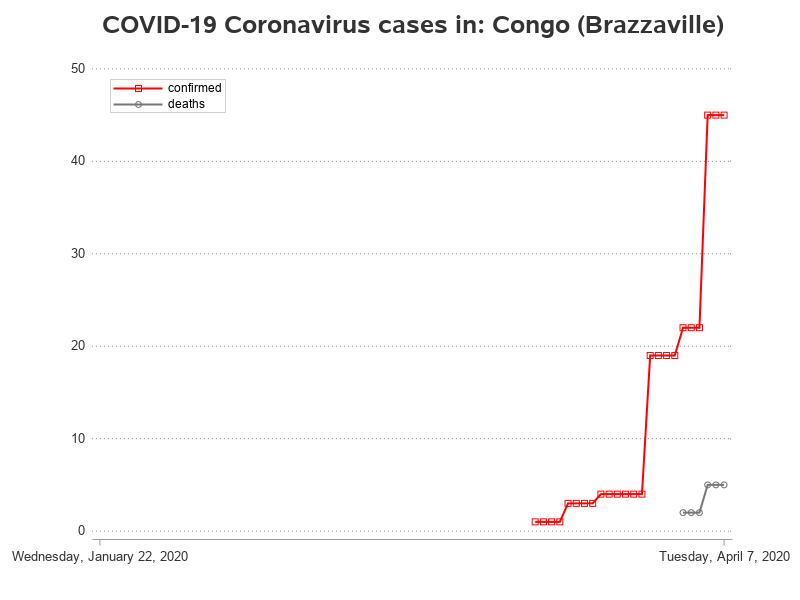 COVID-19 Coronavirus cases in: Congo (Brazzaville)
50
confirmed
deaths
40
30
20
10
0
Wednesday, January 22, 2020 Tuesday, April 7, 2020